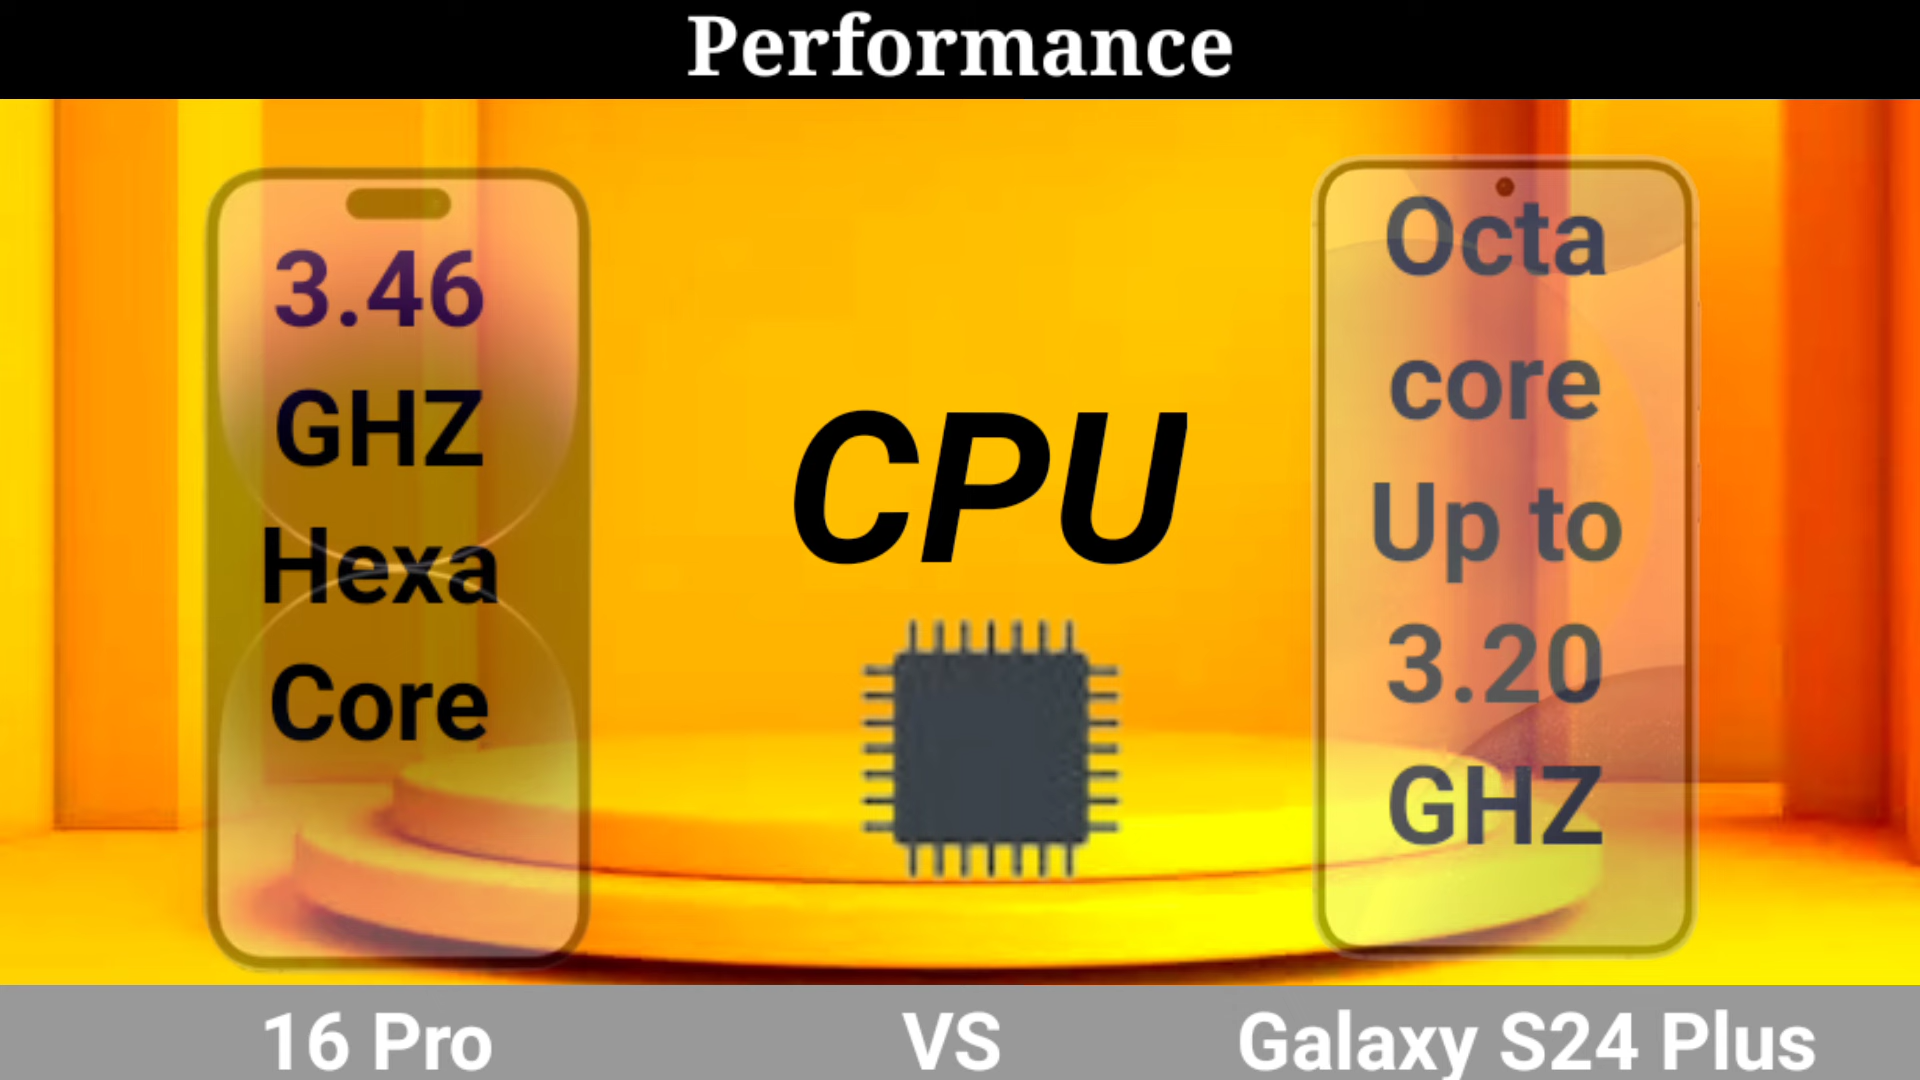 Performance
3.46
GHZ
Hexa
Core
CPU
Octa
core
Up to
3.20
GHZ
16 Pro
VS
Galaxy S24 Plus